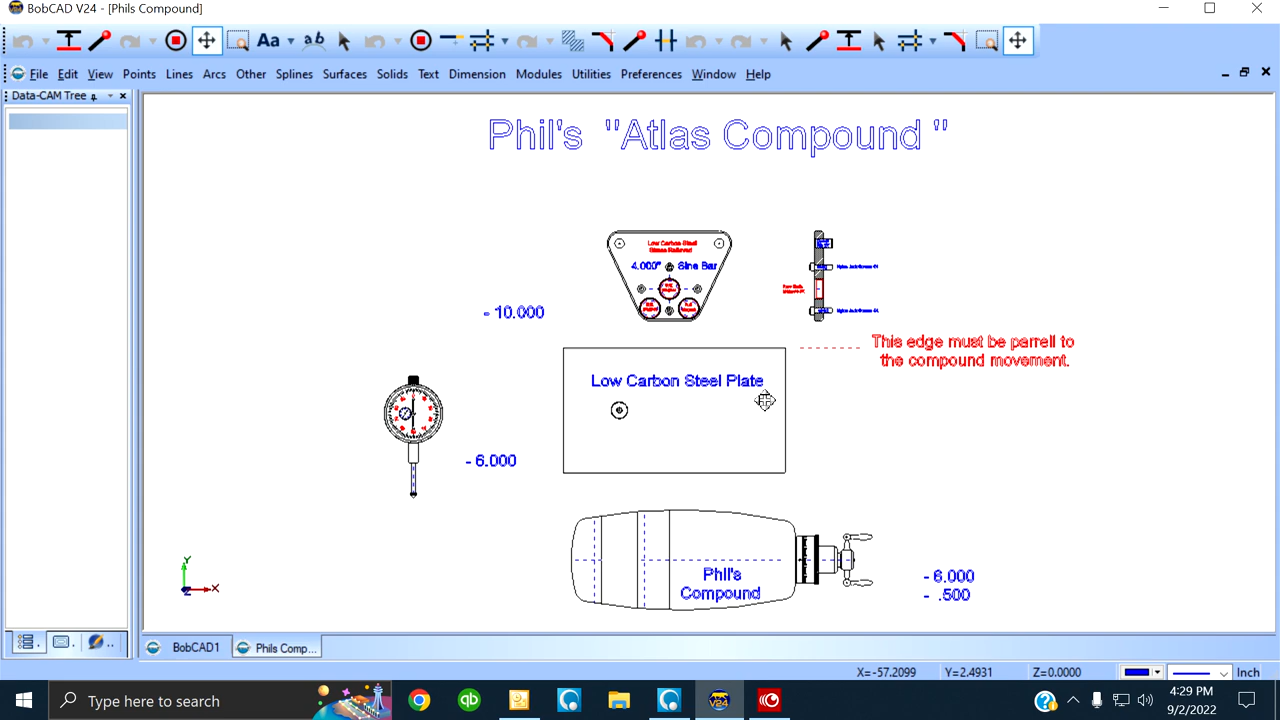 BobCAD V24 - [Phils Compound]
Aa
ab
File Edit View Points Lines Arcs Other Splines Surfaces Solids Text Dimension Modules Utilities Preferences Window Help
Data-CAM Tree
Phil's "Atlas Compound "
Low Carbon Steel
4.000" Sine Bar
- 10.000
This edge must be parrell to
the compound movement.
Low Carbon Steel Plate
- 6.000
Phil's
Compound
- 6.000
- .500
Y
X
Z
BobCAD1
Phils Comp...
X=-57.2099 Y=2.4931 Z=0.0000 Inch
Type here to search
qb
V24
4:29 PM
9/2/2022